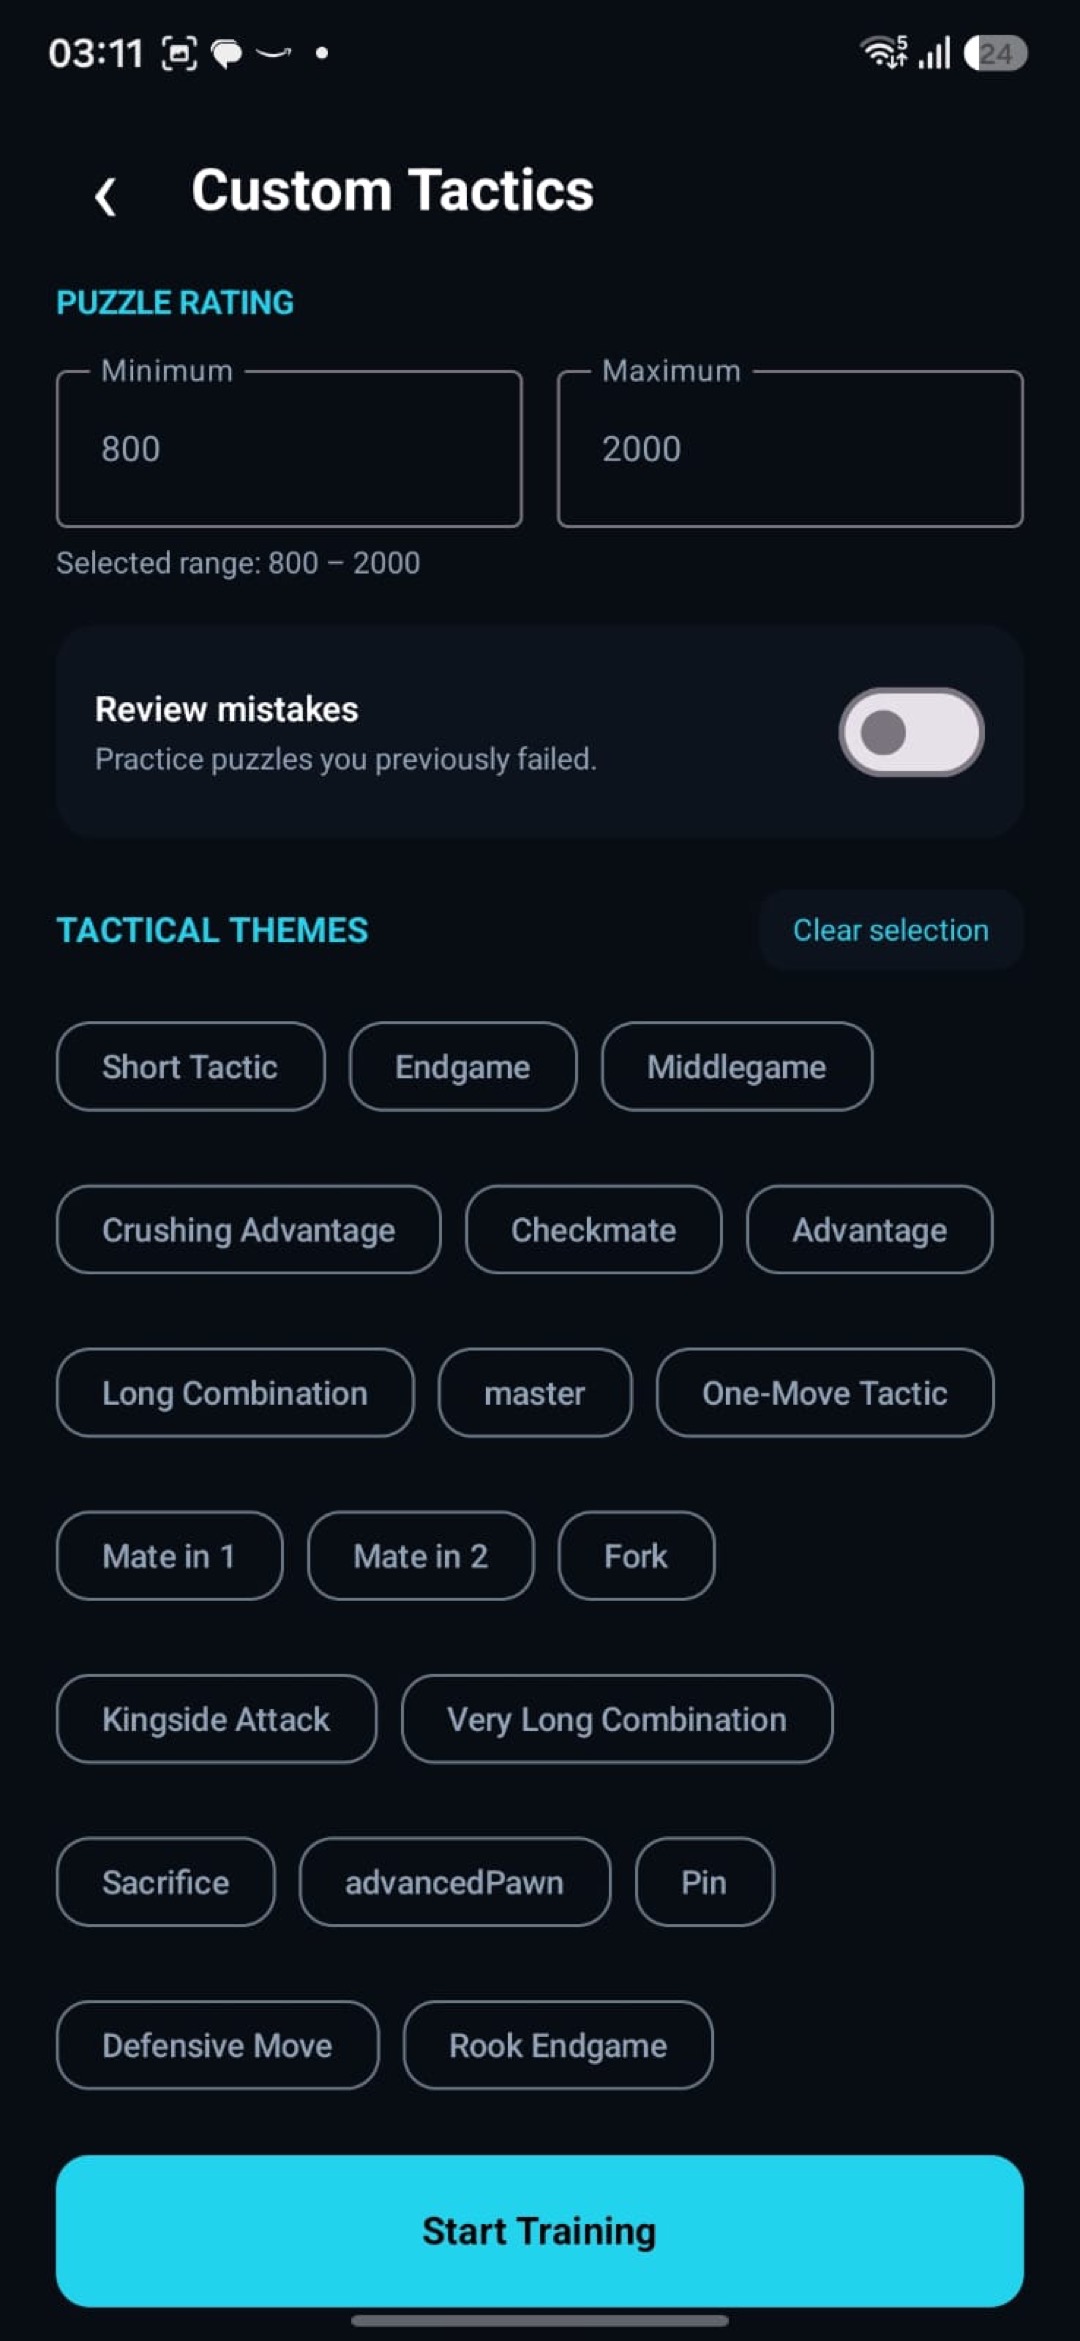 03:11
5
24
Custom Tactics
PUZZLE RATING
Minimum Maximum
800 2000
Selected range: 800 – 2000
Review mistakes
Practice puzzles you previously failed.
TACTICAL THEMES Clear selection
Short Tactic Endgame Middlegame
Crushing Advantage Checkmate Advantage
Long Combination master One-Move Tactic
Mate in 1 Mate in 2 Fork
Kingside Attack Very Long Combination
Sacrifice advancedPawn Pin
Defensive Move Rook Endgame
Start Training